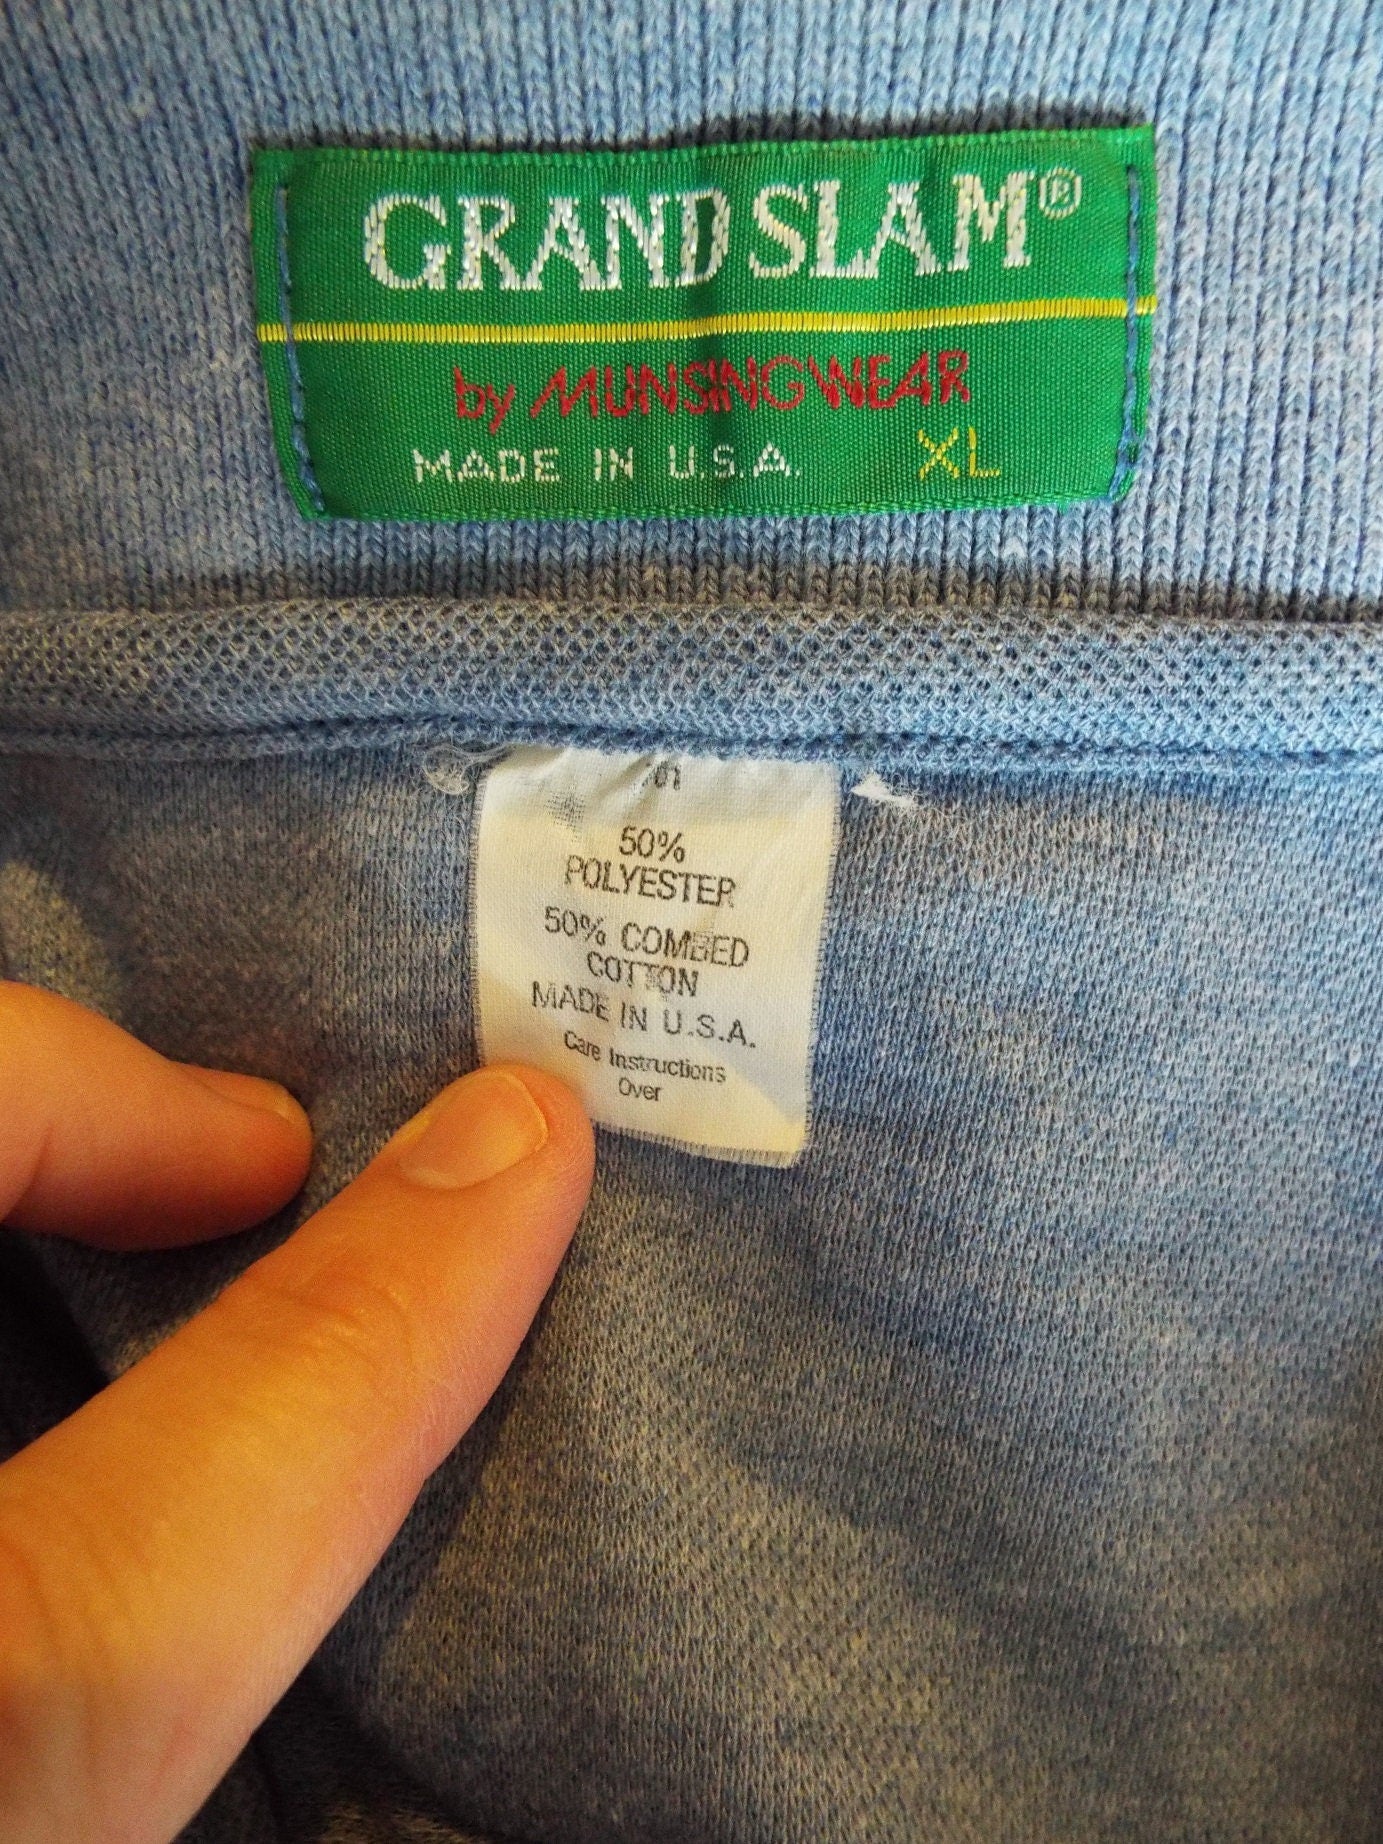 GRAND SLAM®
by MUNSINGWEAR
MADE IN U.S.A. XL
50%
POLYESTER
50% COMBED
COTTON
MADE IN U.S.A.
Care Instructions
Over